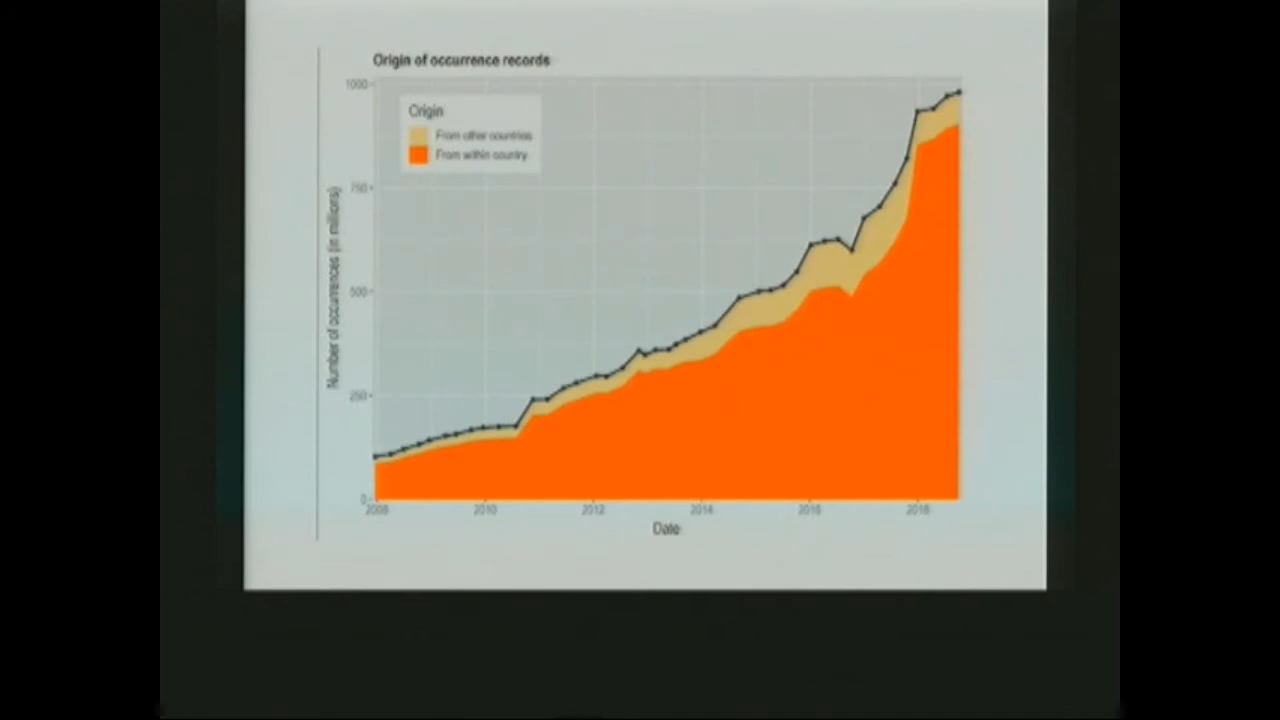 Origin of occurrence records
Origin
From other countries
From within country
Number of occurrences (in millions)
1000
750
500
250
0
2008
2010
2012
2014
2016
2018
Date